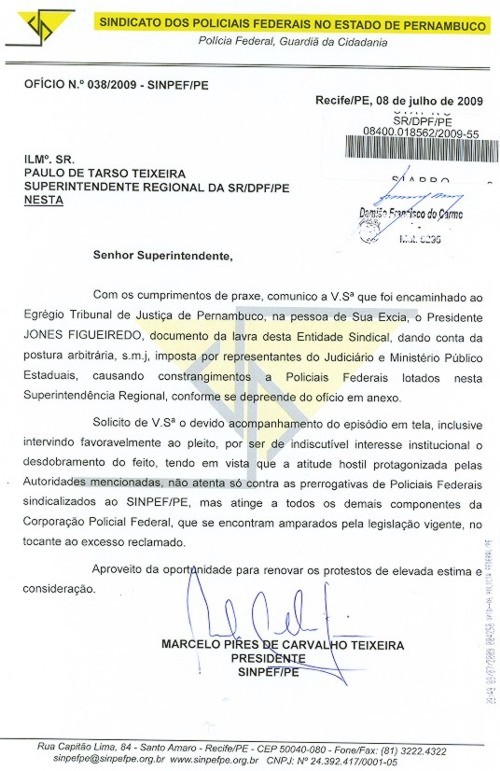 SINDICATO DOS POLICIAIS FEDERAIS NO ESTADO DE PERNAMBUCO
Polícia Federal, Guardiã da Cidadania
OFÍCIO N.º 038/2009 - SINPEF/PE
Recife/PE, 08 de julho de 2009
SR/DPF/PE
08400.018562/2009-55
SIAPRO
ILMº. SR.
PAULO DE TARSO TEIXEIRA
SUPERINTENDENTE REGIONAL DA SR/DPF/PE
NESTA
Damião Francisco do Carmo
Mat. 6295
Senhor Superintendente,
Com os cumprimentos de praxe, comunico a V.Sª que foi encaminhado ao
Egrégio Tribunal de Justiça de Pernambuco, na pessoa de Sua Excia, o Presidente
JONES FIGUEIREDO, documento da lavra desta Entidade Sindical, dando conta da
postura arbitrária, s.m.j, imposta por representantes do Judiciário e Ministério Público
Estaduais, causando constrangimentos a Policiais Federais lotados nesta
Superintendência Regional, conforme se depreende do ofício em anexo.
Solicito de V.Sª o devido acompanhamento do episódio em tela, inclusive
intervindo favoravelmente ao pleito, por ser de indiscutível interesse institucional o
desdobramento do feito, tendo em vista que a atitude hostil protagonizada pelas
Autoridades mencionadas, não atenta só contra as prerrogativas de Policiais Federais
sindicalizados ao SINPEF/PE, mas atinge a todos os demais componentes da
Corporação Policial Federal, que se encontram amparados pela legislação vigente, no
tocante ao excesso reclamado.
Aproveito da oportunidade para renovar os protestos de elevada estima e
consideração.
MARCELO PIRES DE CARVALHO TEIXEIRA
PRESIDENTE
SINPEF/PE
Rua Capitão Lima, 84 - Santo Amaro - Recife/PE - CEP 50040-080 - Fone/Fax: (81) 3222.4322
sinpefpe@sinpefpe.org.br www.sinpefpe.org.br CNPJ: Nº 24.392.417/0001-05